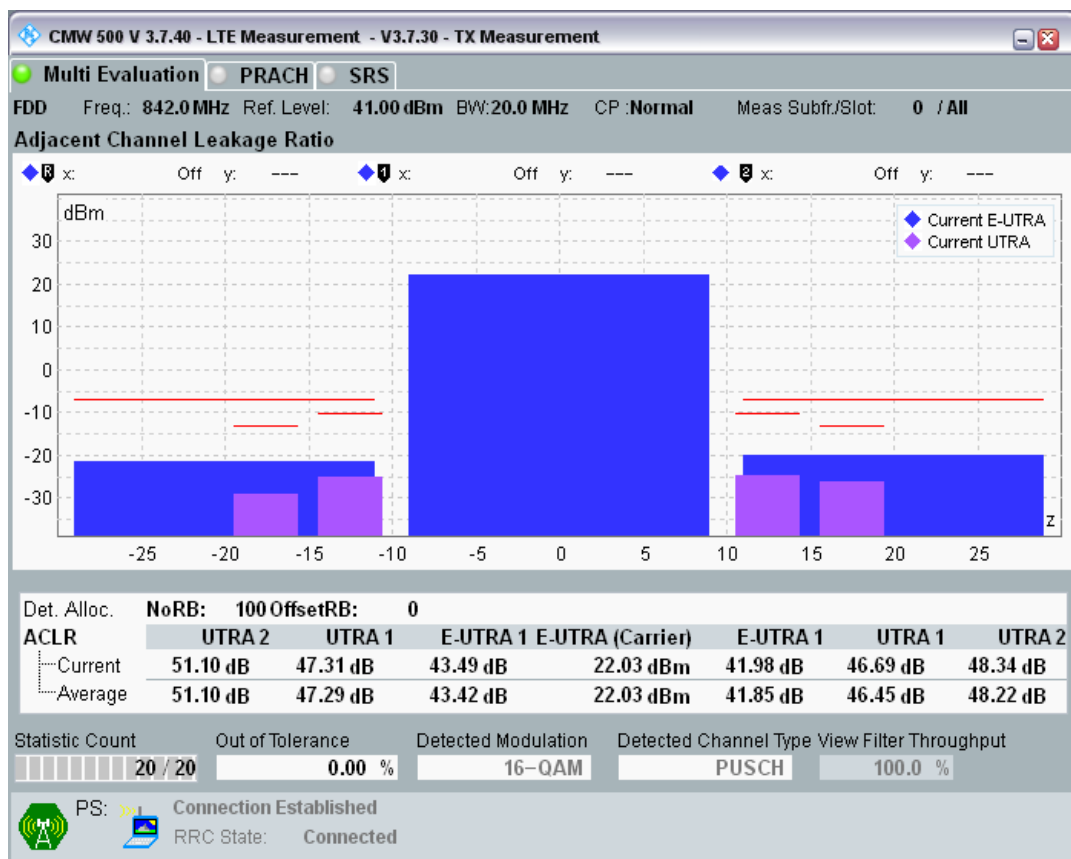 CMW 500 V 3.7.40 - LTE Measurement - V3.7.30 - TX Measurement
Multi Evaluation PRACH SRS
FDD Freq.: 842.0 MHz Ref. Level: 41.00 dBm BW:20.0 MHz CP :Normal Meas Subfr./Slot: 0 / All
Adjacent Channel Leakage Ratio
R x: Off y: --- 1 x: Off y: --- 2 x: Off y: ---
dBm
Current E-UTRA
Current UTRA
30
20
10
0
-10
-20
-30
z
-25 -20 -15 -10 -5 0 5 10 15 20 25
Det. Alloc. NoRB: 100 OffsetRB: 0
ACLR UTRA 2 UTRA 1 E-UTRA 1 E-UTRA (Carrier) E-UTRA 1 UTRA 1 UTRA 2
Current 51.10 dB 47.31 dB 43.49 dB 22.03 dBm 41.98 dB 46.69 dB 48.34 dB
Average 51.10 dB 47.29 dB 43.42 dB 22.03 dBm 41.85 dB 46.45 dB 48.22 dB
Statistic Count Out of Tolerance Detected Modulation Detected Channel Type View Filter Throughput
20 / 20 0.00 % 16-QAM PUSCH 100.0 %
PS: Connection Established
RRC State: Connected